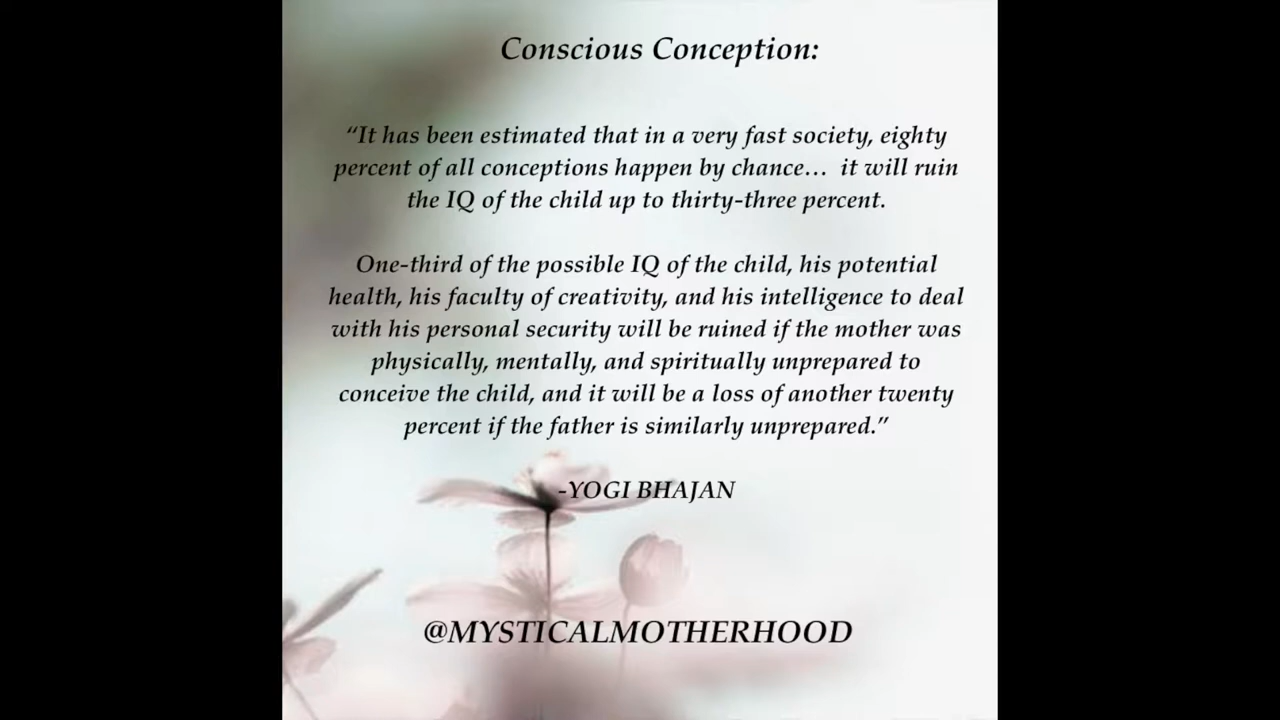 Conscious Conception:
“It has been estimated that in a very fast society, eighty
percent of all conceptions happen by chance… it will ruin
the IQ of the child up to thirty-three percent.
One-third of the possible IQ of the child, his potential
health, his faculty of creativity, and his intelligence to deal
with his personal security will be ruined if the mother was
physically, mentally, and spiritually unprepared to
conceive the child, and it will be a loss of another twenty
percent if the father is similarly unprepared.”
-YOGI BHAJAN
@MYSTICALMOTHERHOOD